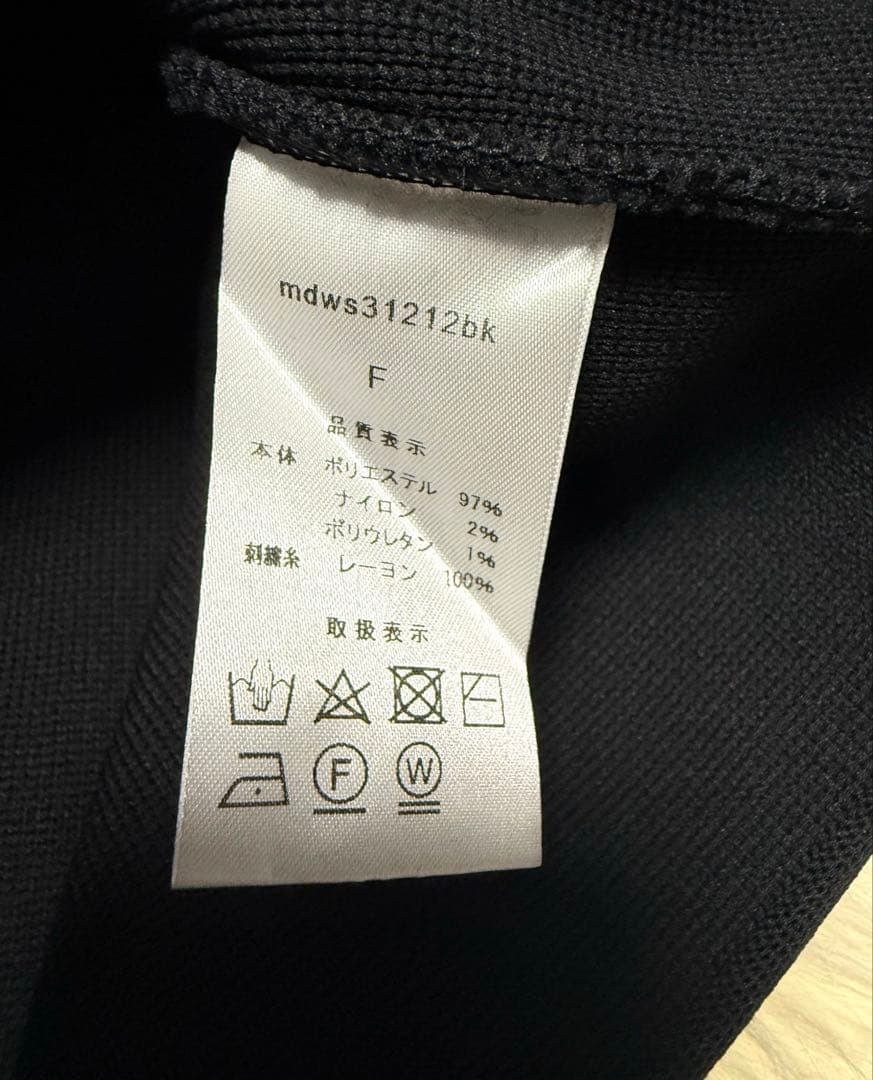 mdws31212bk
F
品質表示
本体 ポリエステル 97%
ナイロン 2%
ポリウレタン 1%
刺繍糸 レーヨン 100%
取扱表示
F W